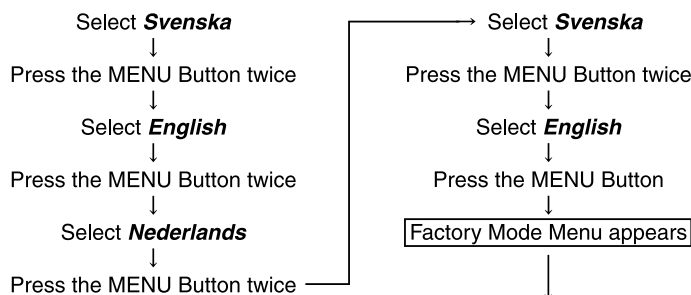 Select Svenska
Press the MENU Button twice
Select English
Press the MENU Button twice
Select Nederlands
Press the MENU Button twice
Select Svenska
Press the MENU Button twice
Select English
Press the MENU Button
Factory Mode Menu appears